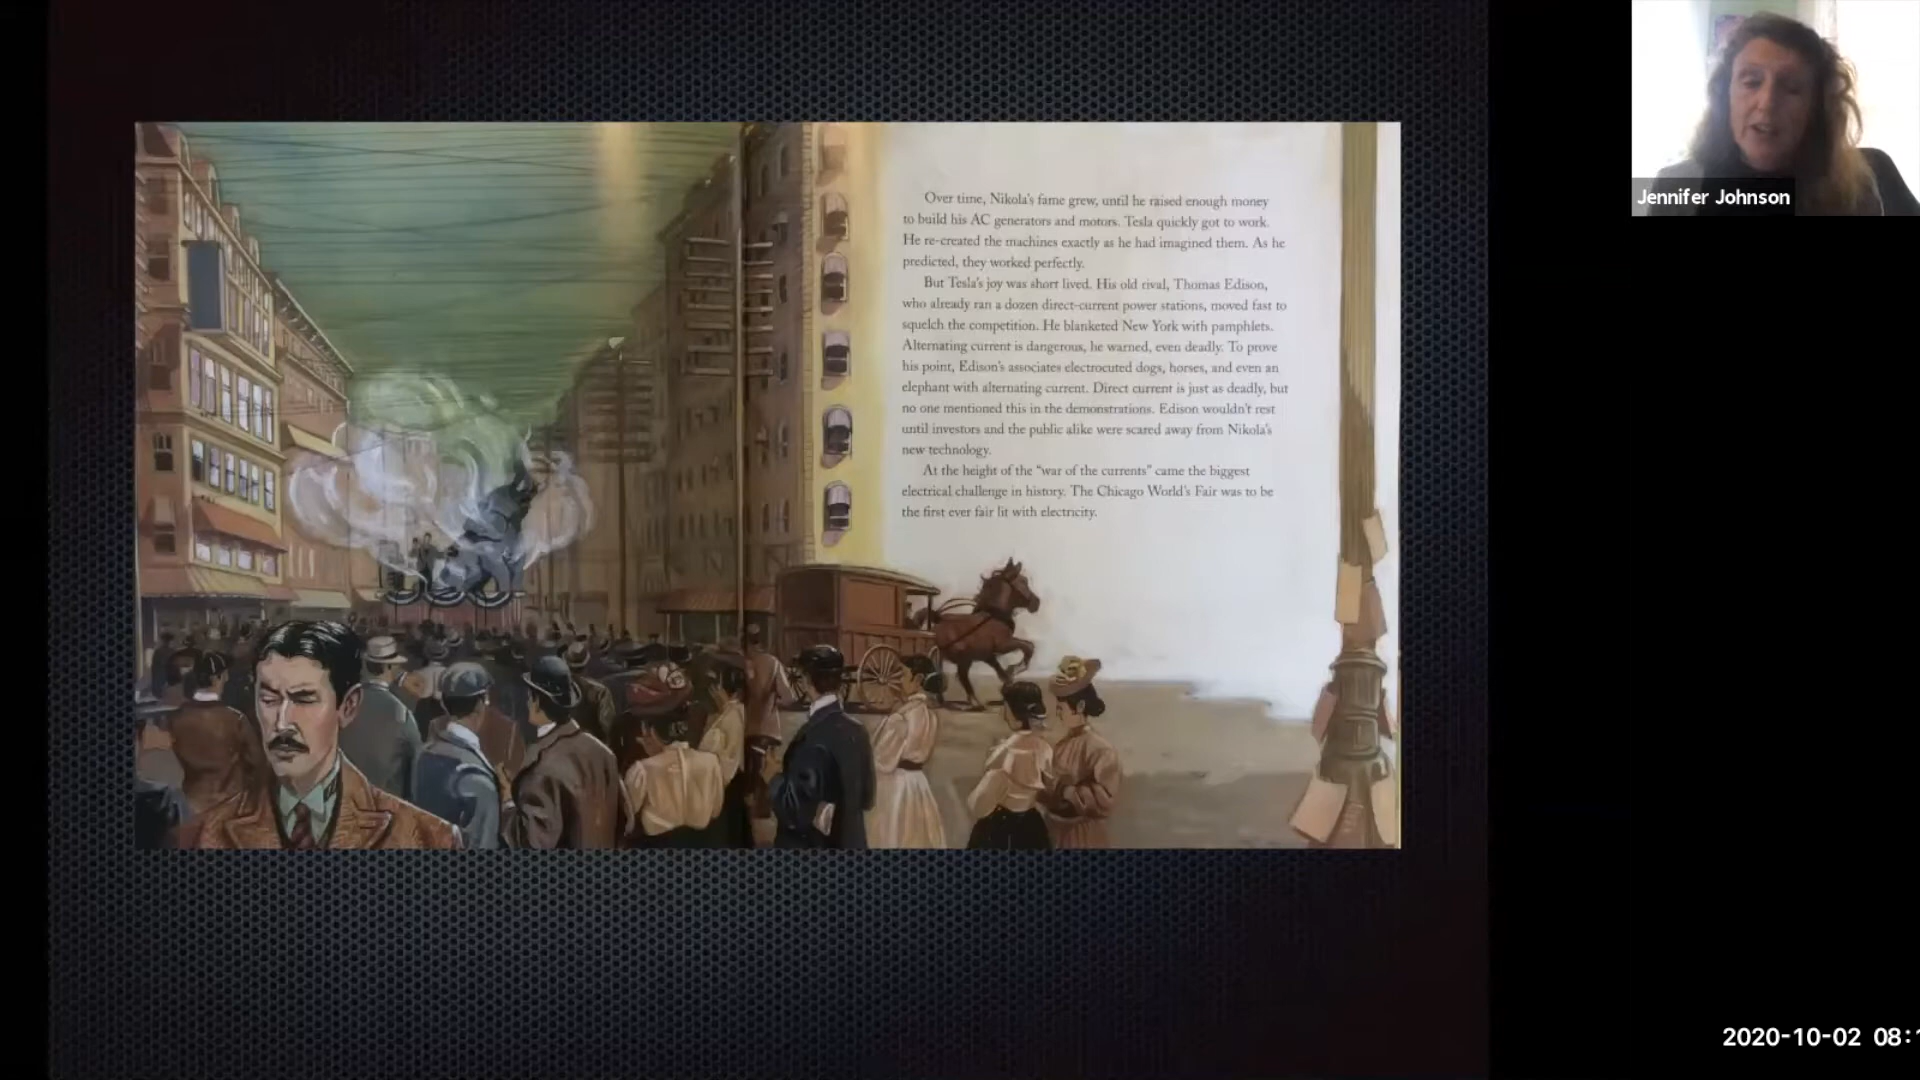 Over time, Nikola's fame grew, until he raised enough money
to build his AC generators and motors. Tesla quickly got to work.
He re-created the machines exactly as he had imagined them. As he
predicted, they worked perfectly.
But Tesla's joy was short lived. His old rival, Thomas Edison,
who already ran a dozen direct-current power stations, moved fast to
squelch the competition. He blanketed New York with pamphlets.
Alternating current is dangerous, he warned, even deadly. To prove
his point, Edison's associates electrocuted dogs, horses, and even an
elephant with alternating current. Direct current is just as deadly, but
no one mentioned this in the demonstrations. Edison wouldn't rest
until investors and the public alike were scared away from Nikola's
new technology.
At the height of the "war of the currents" came the biggest
electrical challenge in history. The Chicago World's Fair was to be
the first ever fair lit with electricity.
Jennifer Johnson
2020-10-02 08:1